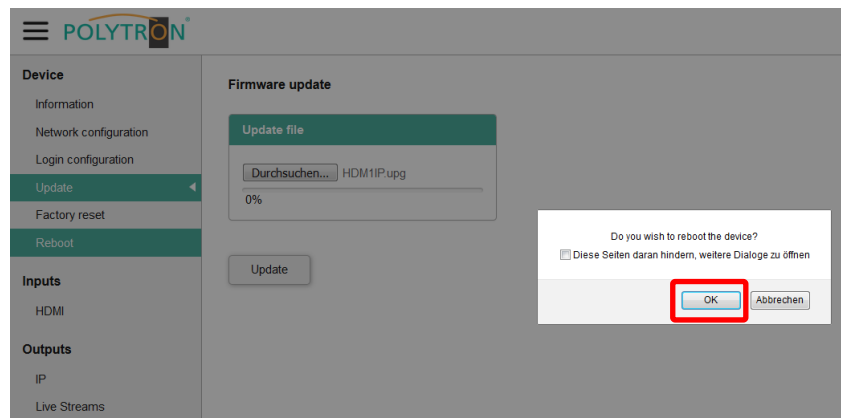 POLYTRON
Device
Information
Network configuration
Login configuration
Update
Factory reset
Reboot
Inputs
HDMI
Outputs
IP
Live Streams
Firmware update
Update file
Durchsuchen... HDM1IP.upg
0%
Update
Do you wish to reboot the device?
Diese Seiten daran hindern, weitere Dialoge zu öffnen
OK Abbrechen